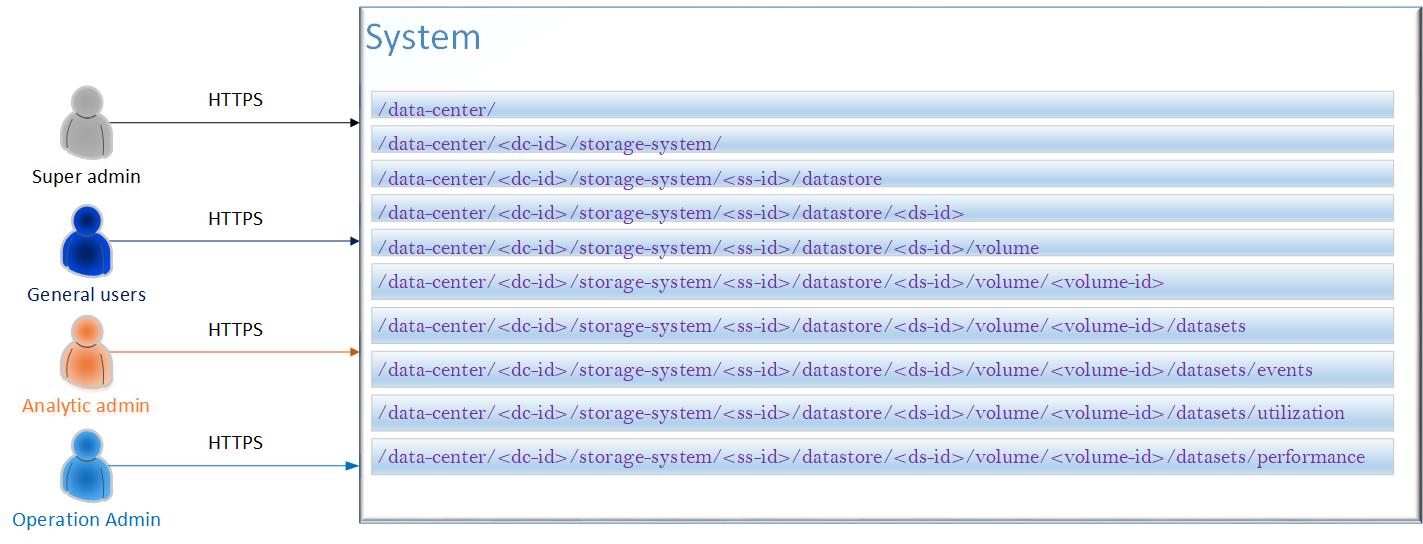 System
HTTPS
Super admin
HTTPS
General users
HTTPS
Analytic admin
HTTPS
Operation Admin
/data-center/
/data-center/<dc-id>/storage-system/
/data-center/<dc-id>/storage-system/<ss-id>/datastore
/data-center/<dc-id>/storage-system/<ss-id>/datastore/<ds-id>
/data-center/<dc-id>/storage-system/<ss-id>/datastore/<ds-id>/volume
/data-center/<dc-id>/storage-system/<ss-id>/datastore/<ds-id>/volume/<volume-id>
/data-center/<dc-id>/storage-system/<ss-id>/datastore/<ds-id>/volume/<volume-id>/datasets
/data-center/<dc-id>/storage-system/<ss-id>/datastore/<ds-id>/volume/<volume-id>/datasets/events
/data-center/<dc-id>/storage-system/<ss-id>/datastore/<ds-id>/volume/<volume-id>/datasets/utilization
/data-center/<dc-id>/storage-system/<ss-id>/datastore/<ds-id>/volume/<volume-id>/datasets/performance